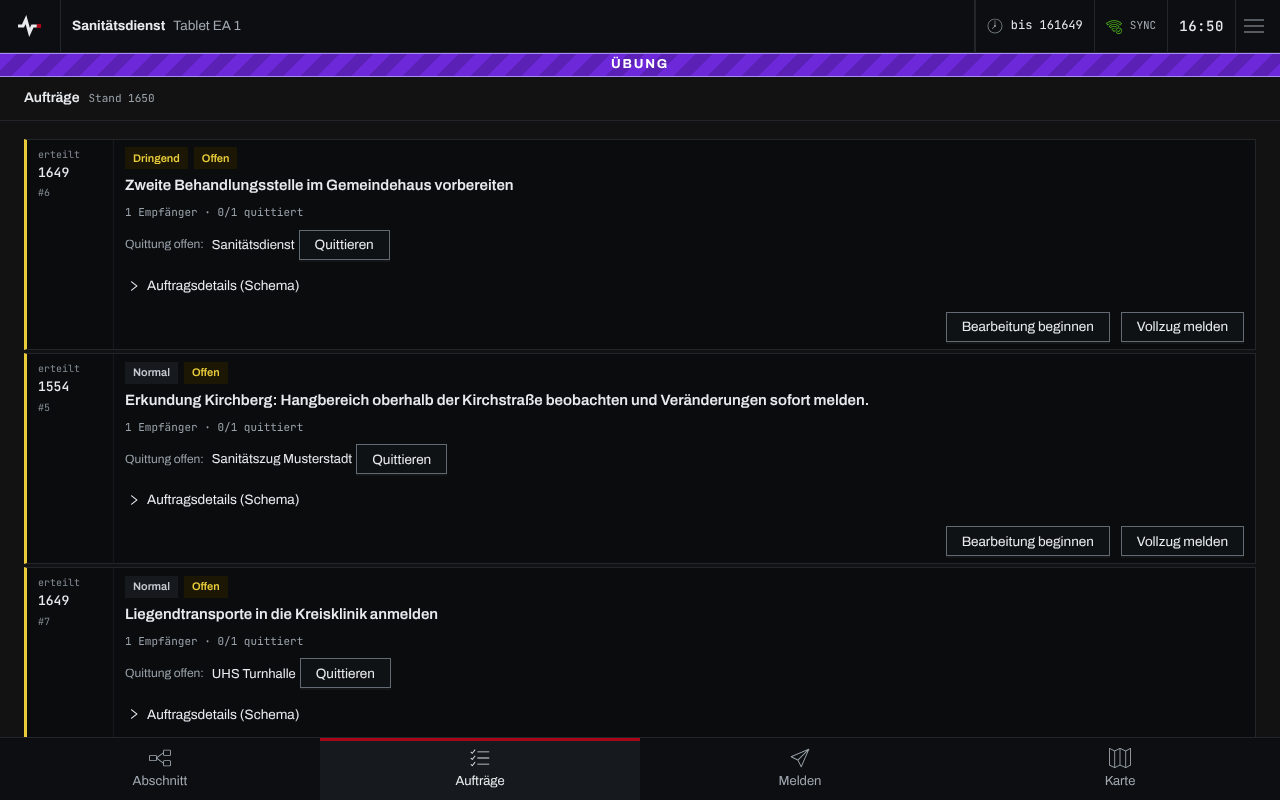 Sanitätsdienst Tablet EA 1
bis 161649
SYNC
16:50
ÜBUNG
Aufträge Stand 1650
erteilt
1649
#6
Dringend Offen
Zweite Behandlungsstelle im Gemeindehaus vorbereiten
1 Empfänger · 0/1 quittiert
Quittung offen: Sanitätsdienst Quittieren
Auftragsdetails (Schema)
Bearbeitung beginnen Vollzug melden
erteilt
1554
#5
Normal Offen
Erkundung Kirchberg: Hangbereich oberhalb der Kirchstraße beobachten und Veränderungen sofort melden.
1 Empfänger · 0/1 quittiert
Quittung offen: Sanitätszug Musterstadt Quittieren
Auftragsdetails (Schema)
Bearbeitung beginnen Vollzug melden
erteilt
1649
#7
Normal Offen
Liegendtransporte in die Kreisklinik anmelden
1 Empfänger · 0/1 quittiert
Quittung offen: UHS Turnhalle Quittieren
Auftragsdetails (Schema)
Abschnitt Aufträge Melden Karte